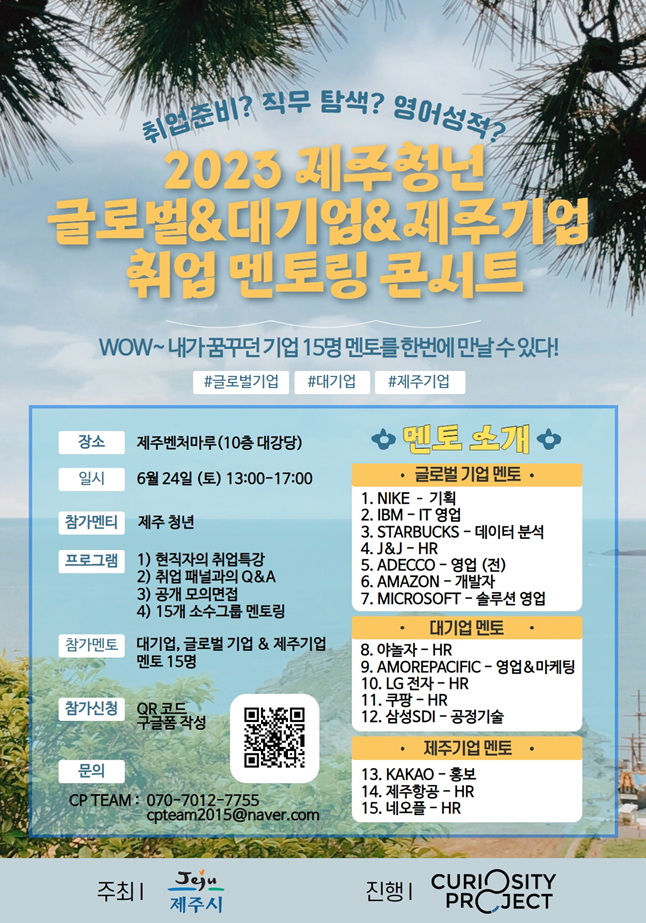 취업준비? 직무 탐색? 영어성적?
2023 제주청년
글로벌&대기업&제주기업
취업 멘토링 콘서트
WOW~ 내가 꿈꾸던 기업 15명 멘토를 한번에 만날 수 있다!
#글로벌기업 #대기업 #제주기업
장소 제주벤처마루(10층 대강당)
일시 6월 24일 (토) 13:00-17:00
참가멘티 제주 청년
프로그램 1) 현직자의 취업특강
2) 취업 패널과의 Q&A
3) 공개 모의면접
4) 15개 소수그룹 멘토링
참가멘토 대기업, 글로벌 기업 & 제주기업
멘토 15명
참가신청 QR 코드
구글폼 작성
문의
CP TEAM : 070-7012-7755
cpteam2015@naver.com
멘토 소개
· 글로벌 기업 멘토 ·
1. NIKE - 기획
2. IBM - IT 영업
3. STARBUCKS - 데이터 분석
4. J&J - HR
5. ADECCO - 영업 (전)
6. AMAZON - 개발자
7. MICROSOFT - 솔루션 영업
· 대기업 멘토 ·
8. 야놀자 - HR
9. AMOREPACIFIC - 영업&마케팅
10. LG 전자 - HR
11. 쿠팡 - HR
12. 삼성SDI - 공정기술
· 제주기업 멘토 ·
13. KAKAO - 홍보
14. 제주항공 - HR
15. 네오플 - HR
주최 | Jeju
제주시
진행 | CURIOSITY
PROJECT